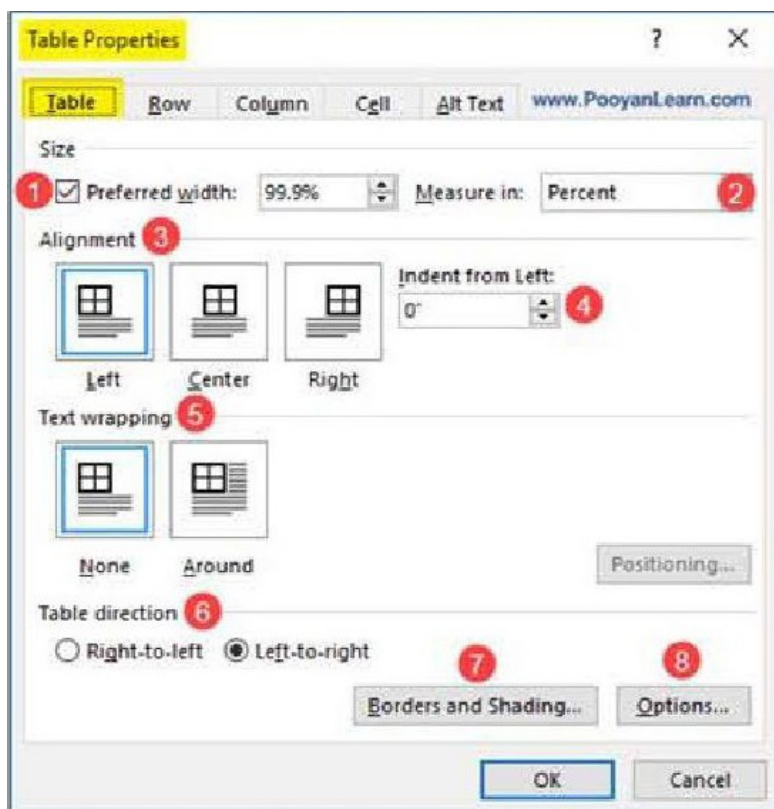 Table Properties ? X
Table Row Column Cell Alt Text www.PooyanLearn.com
Size
1 Preferred width: 99.9% Measure in: Percent 2
Alignment 3
Indent from Left:
0" 4
Left Center Right
Text wrapping 5
None Around
Positioning...
Table direction 6
Right-to-left Left-to-right
7 8
Borders and Shading... Options...
OK Cancel